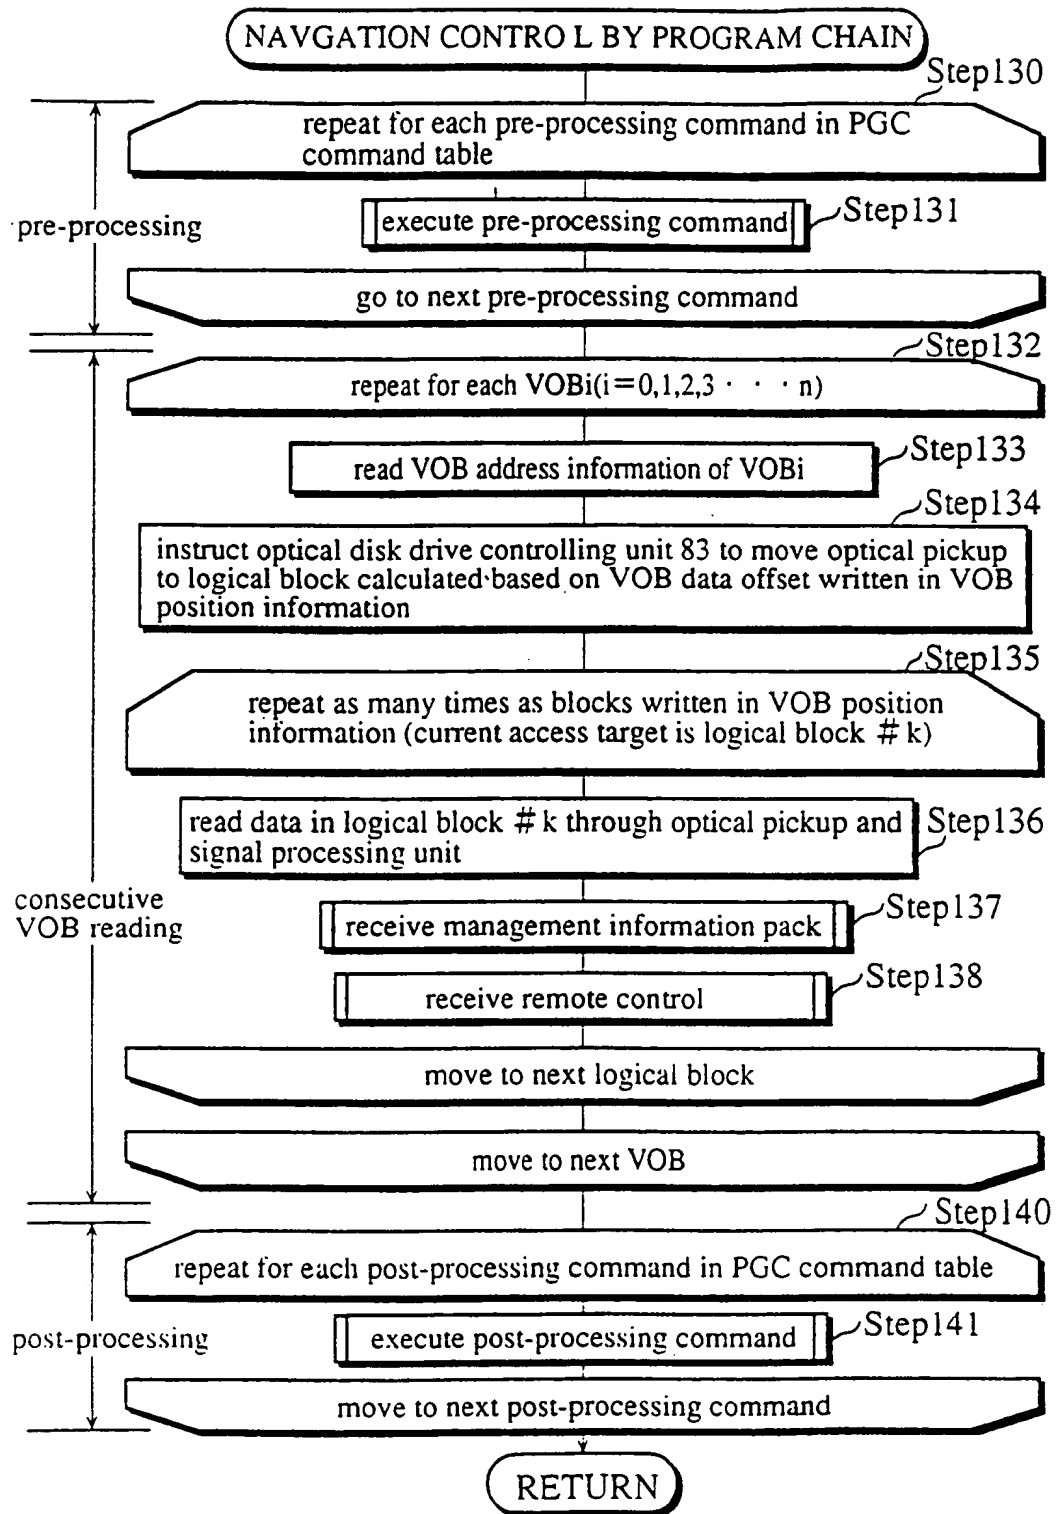 NAVGATION CONTROL BY PROGRAM CHAIN
Step130
repeat for each pre-processing command in PGC
command table
pre-processing
execute pre-processing command
Step131
go to next pre-processing command
Step132
repeat for each VOBi(i=0,1,2,3 · · · n)
read VOB address information of VOBi
Step133
Step134
instruct optical disk drive controlling unit 83 to move optical pickup
to logical block calculated based on VOB data offset written in VOB
position information
Step135
repeat as many times as blocks written in VOB position
information (current access target is logical block # k)
read data in logical block # k through optical pickup and
signal processing unit
Step136
consecutive
VOB reading
receive management information pack
Step137
receive remote control
Step138
move to next logical block
move to next VOB
Step140
repeat for each post-processing command in PGC command table
post-processing
execute post-processing command
Step141
move to next post-processing command
RETURN